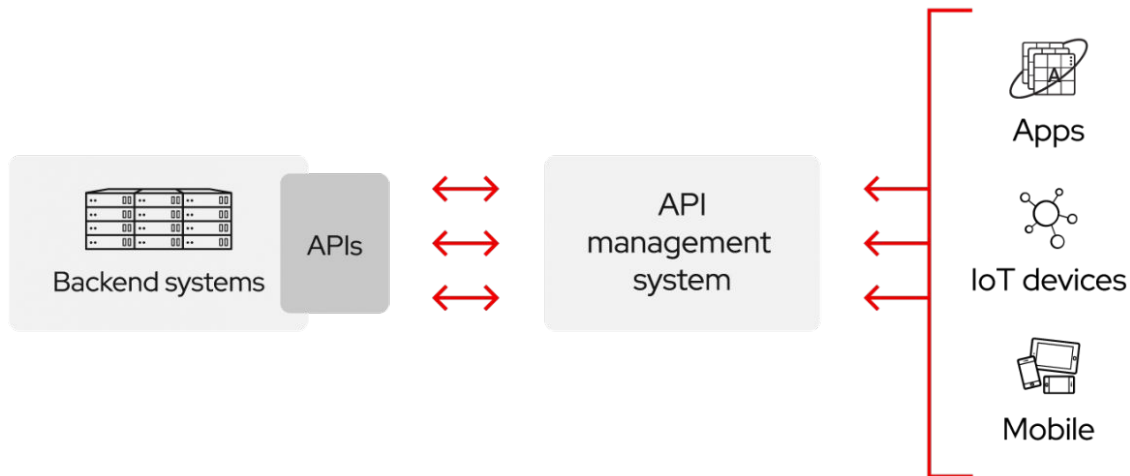 Backend systems
APIs
API
management
system
A
Apps
IoT devices
Mobile